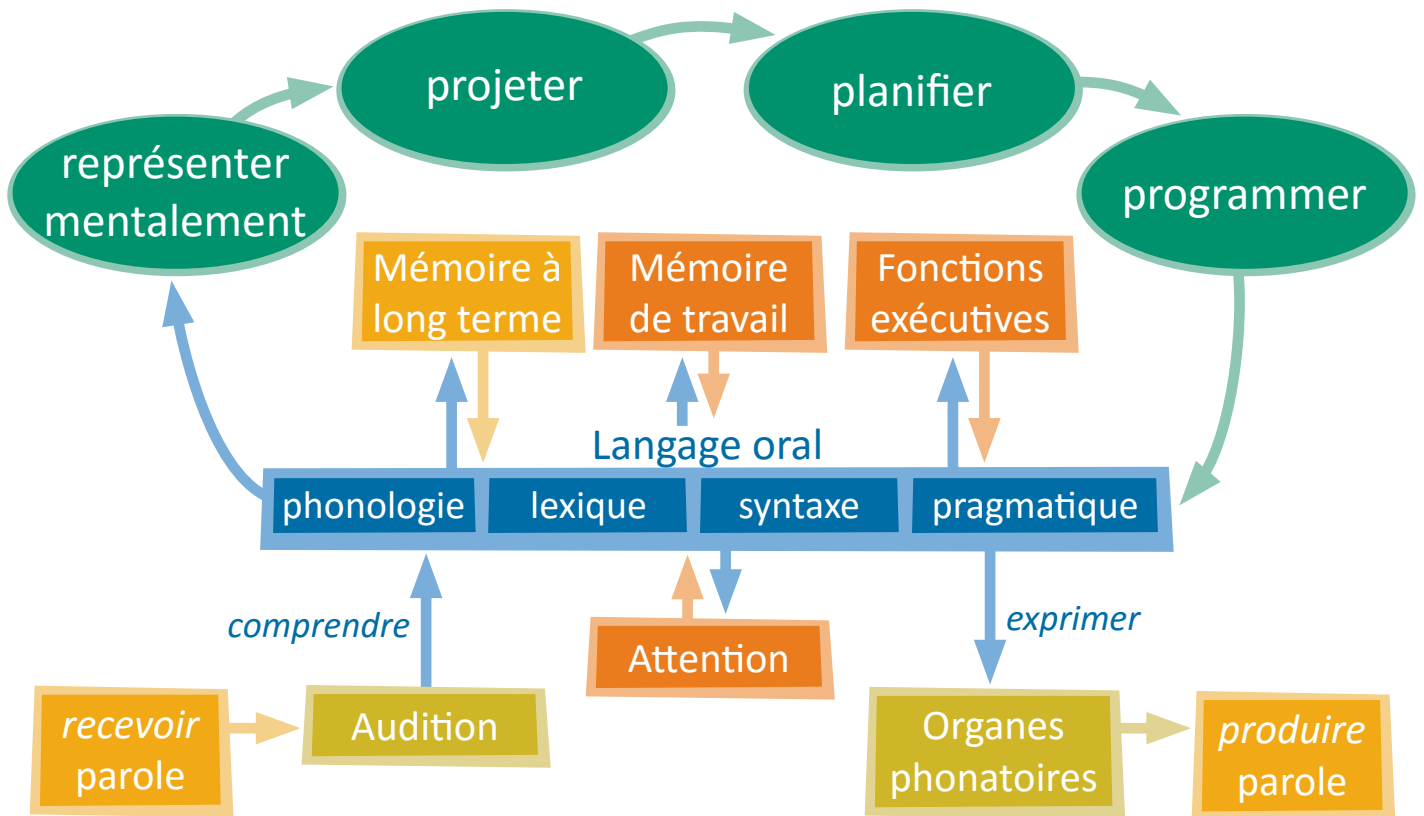 projeter
planifier
représenter
mentalement
programmer
Mémoire à
long terme
Mémoire
de travail
Fonctions
exécutives
Langage oral
phonologie
lexique
syntaxe
pragmatique
comprendre
exprimer
Attention
recevoir
parole
Audition
Organes
phonatoires
produire
parole